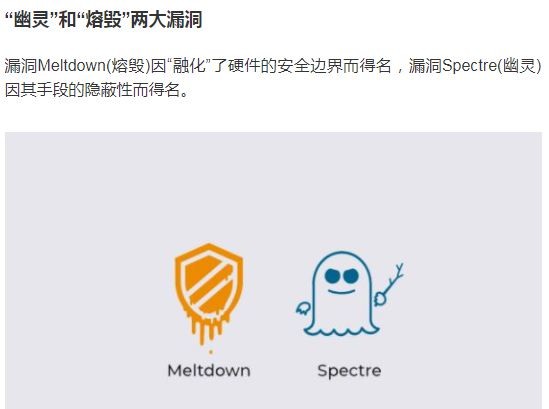 “幽灵”和“熔毁”两大漏洞
漏洞Meltdown(熔毁)因“融化”了硬件的安全边界而得名，漏洞Spectre(幽灵)
因其手段的隐蔽性而得名。
Meltdown
Spectre